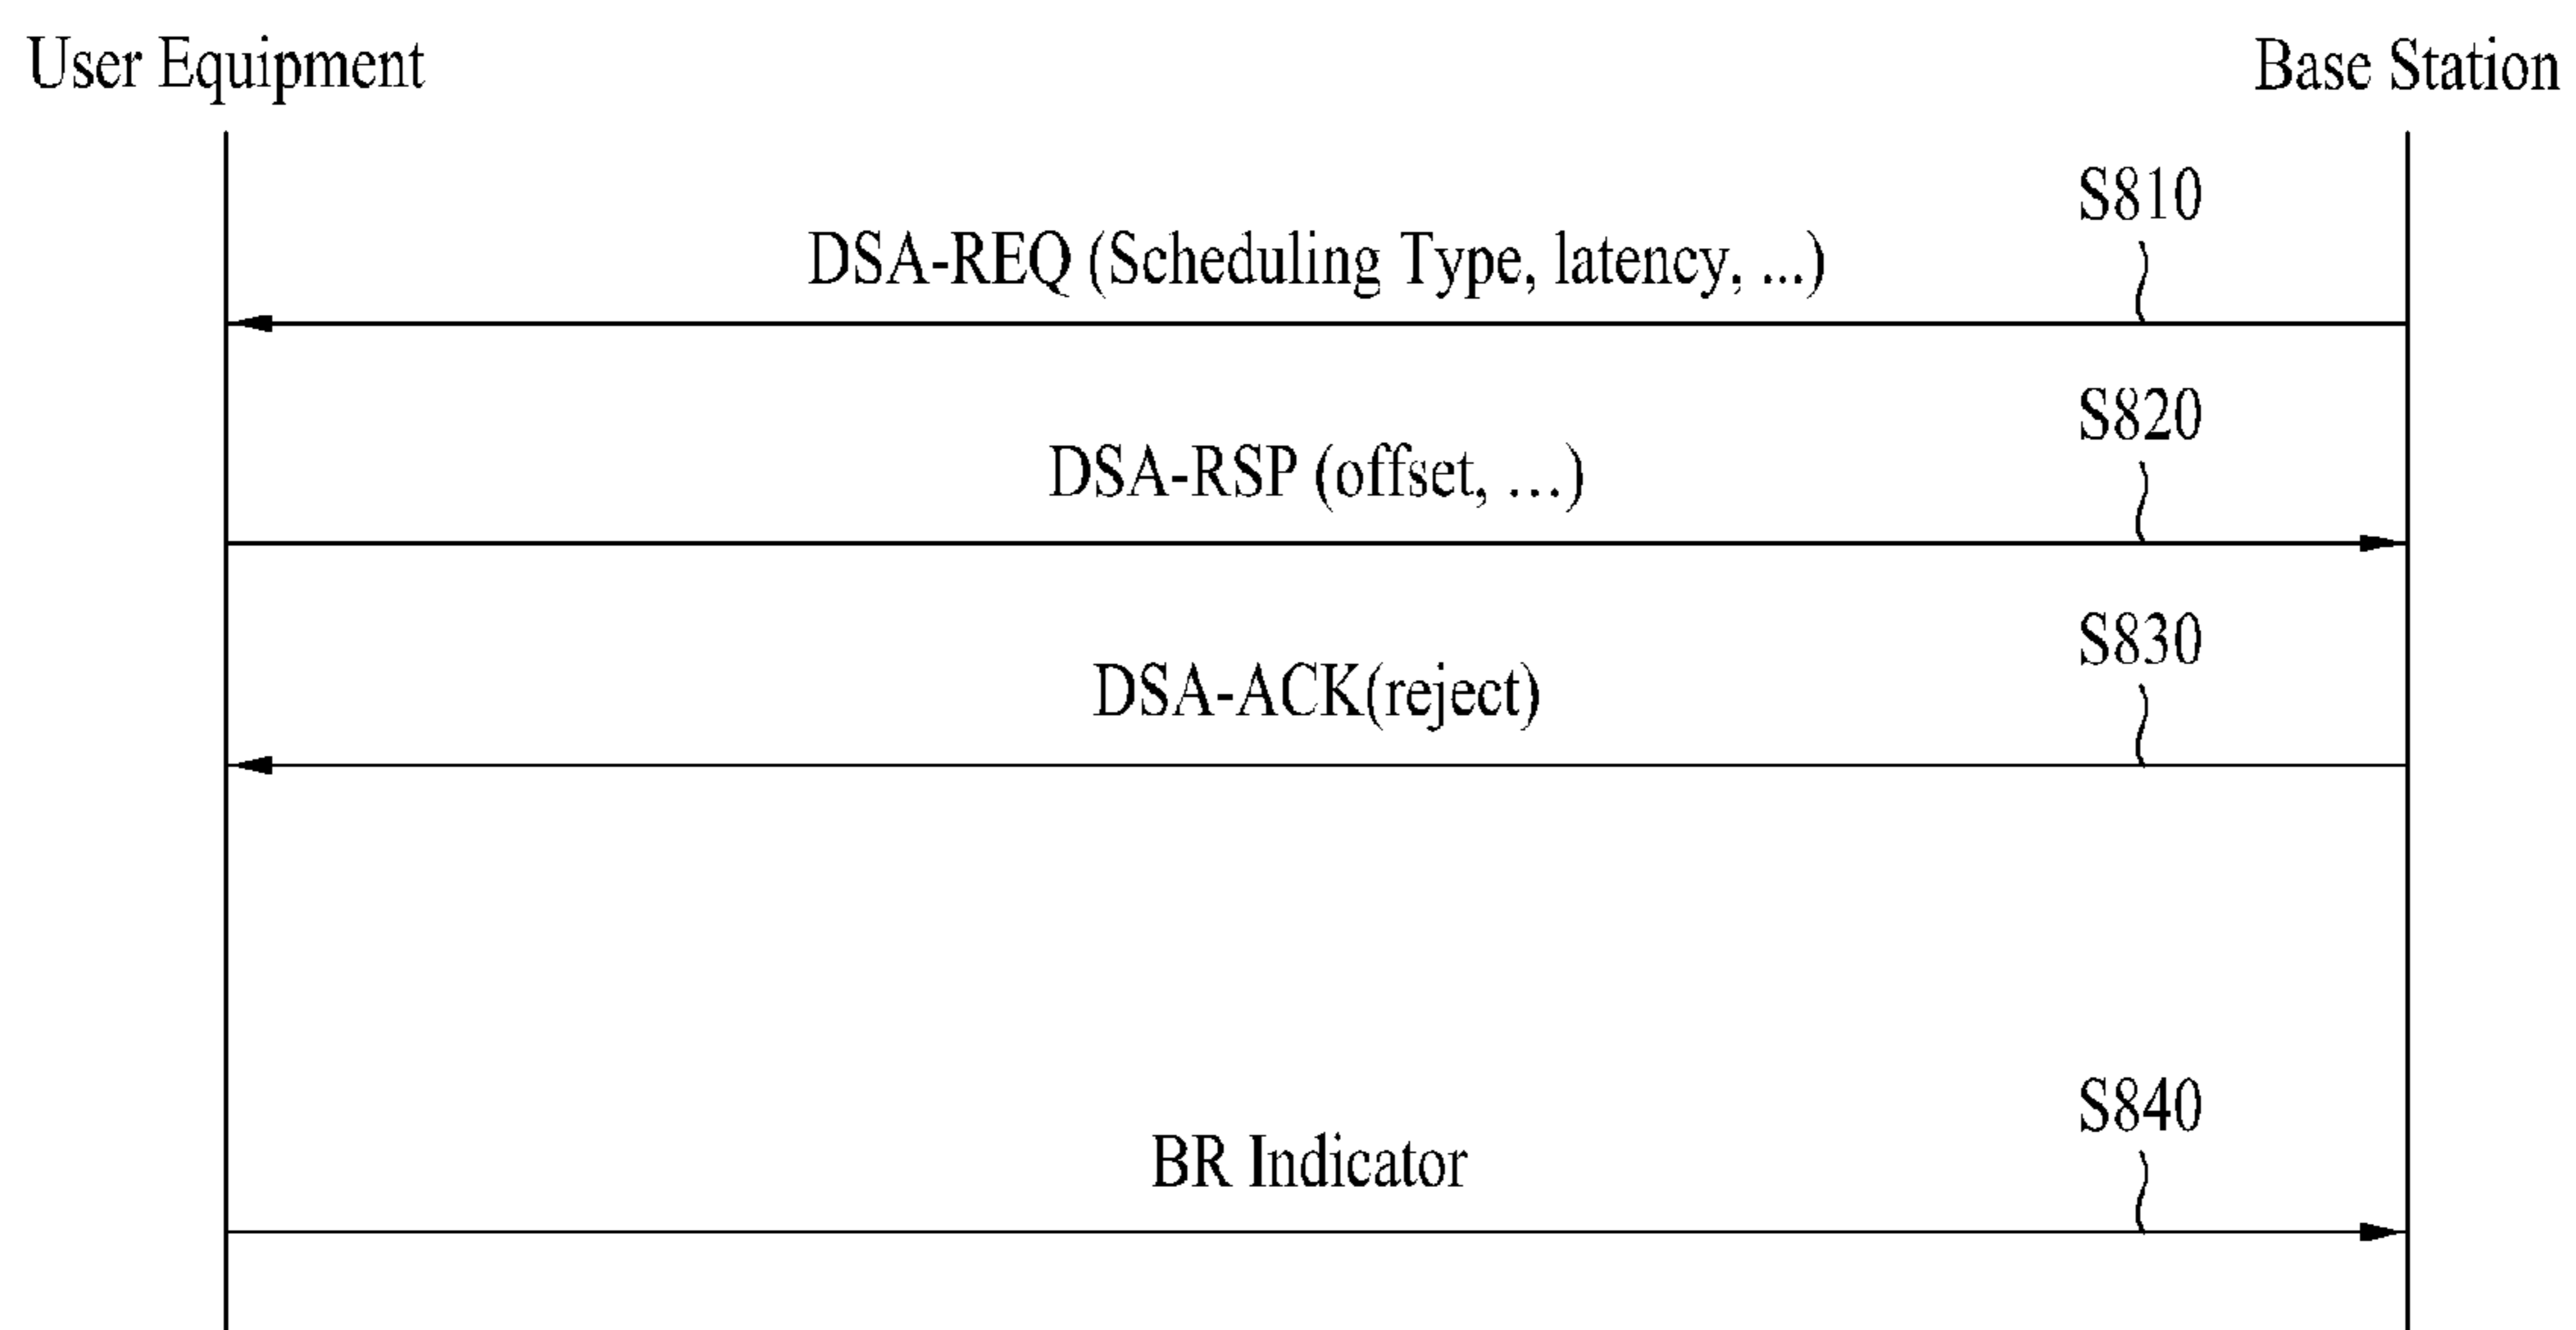 User Equipment
Base Station
S810
DSA-REQ (Scheduling Type, latency, ...)
S820
DSA-RSP (offset, ...)
S830
DSA-ACK(reject)
S840
BR Indicator